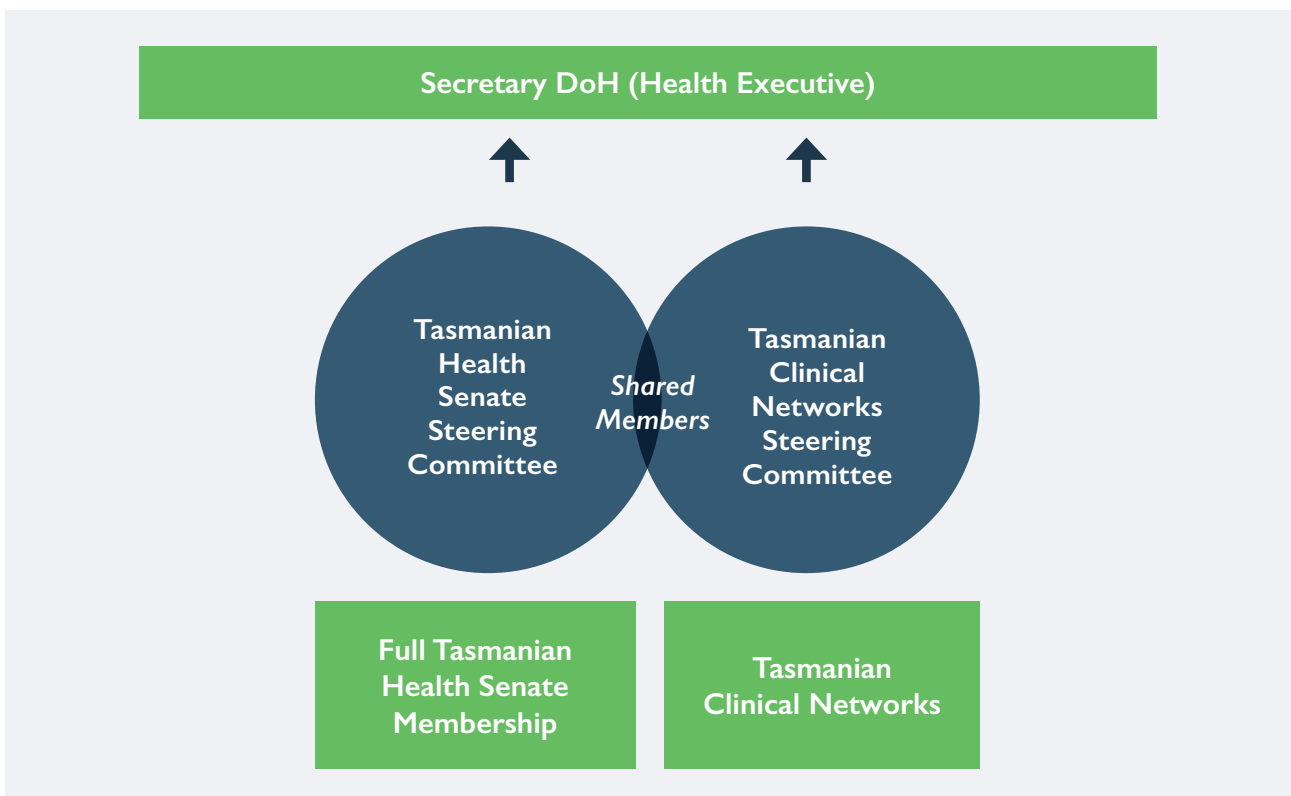 Secretary DoH (Health Executive)
Tasmanian
Health
Senate
Steering
Committee
Shared
Members
Tasmanian
Clinical
Networks
Steering
Committee
Full Tasmanian
Health Senate
Membership
Tasmanian
Clinical Networks